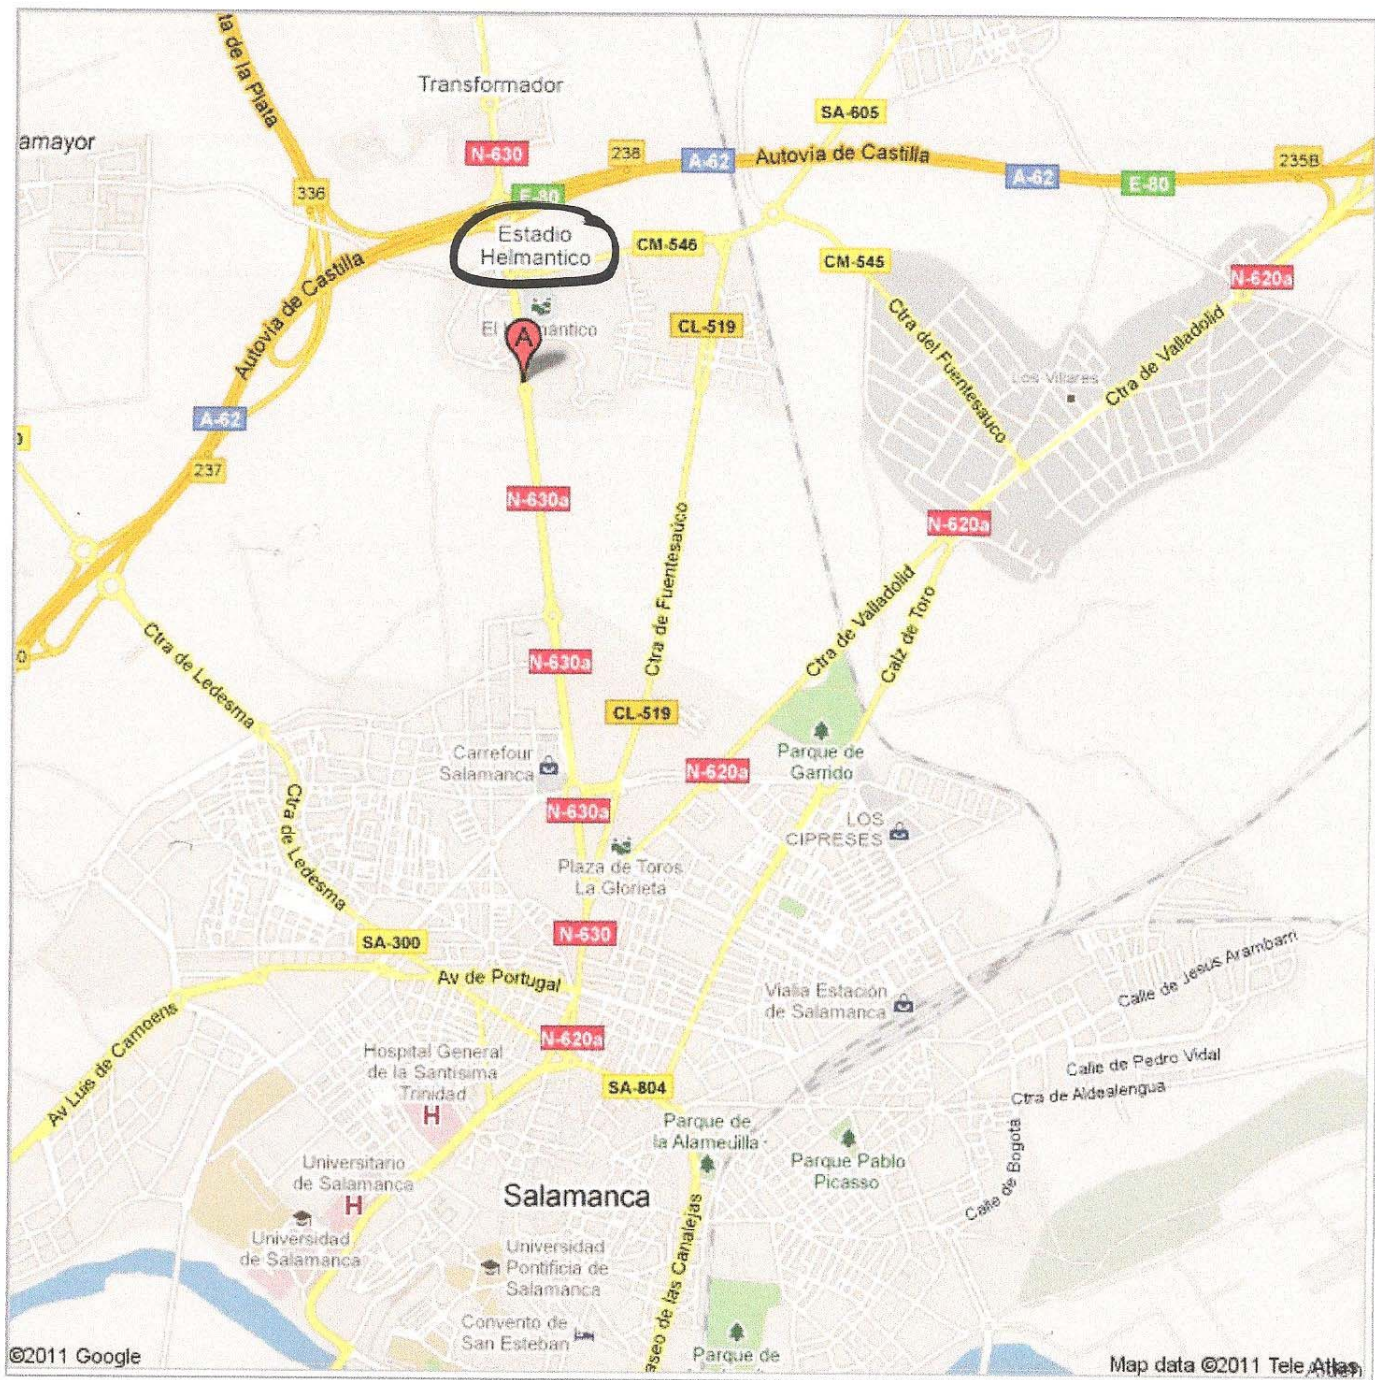 ta de la Plata
Transformador
SA-605
amayor
N-630
238
A-62
Autovía de Castilla
235B
336
E-80
A-62
E-80
Estadio
Helmantico
CM-546
CM-545
N-620a
Autovía de Castilla
CL-519
Ctra del Fuentesauco
Ctra de Valladolid
A
Los Villares
A-62
237
N-630a
N-620a
Ctra de Fuentesaúco
Ctra de Valladolid
Calz de Toro
Ctra de Ledesma
N-630a
CL-519
Carrefour
Salamanca
N-620a
Parque de
Garrido
Ctra de Ledesma
N-630a
LOS
CIPRESES
Plaza de Toros
La Glorieta
SA-300
N-630
Av de Portugal
Vialia Estación
de Salamanca
Calle de Jesus Arambarri
Av Luis de Camoens
N-620a
Hospital General
de la Santísima
Trinidad
H
SA-804
Calle de Pedro Vidal
Ctra de Aldealengua
Calle de Bogota
Parque de
la Alamedilla
Parque Pablo
Picasso
Universitario
de Salamanca
H
Salamanca
Universidad
de Salamanca
Universidad
Pontificia de
Salamanca
Convento de
San Esteban
aseo de las Canalejas
Parque de
©2011 Google
Map data ©2011 Tele Atlas